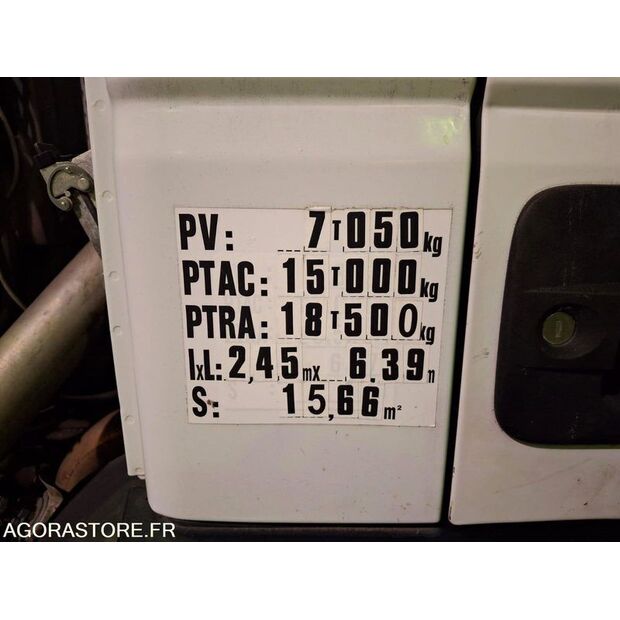 PV: 7T050kg
PTAC: 15T000kg
PTRA: 18T500kg
lxL: 2,45mx 6.39m
S: 15,66m²
AGORASTORE.FR